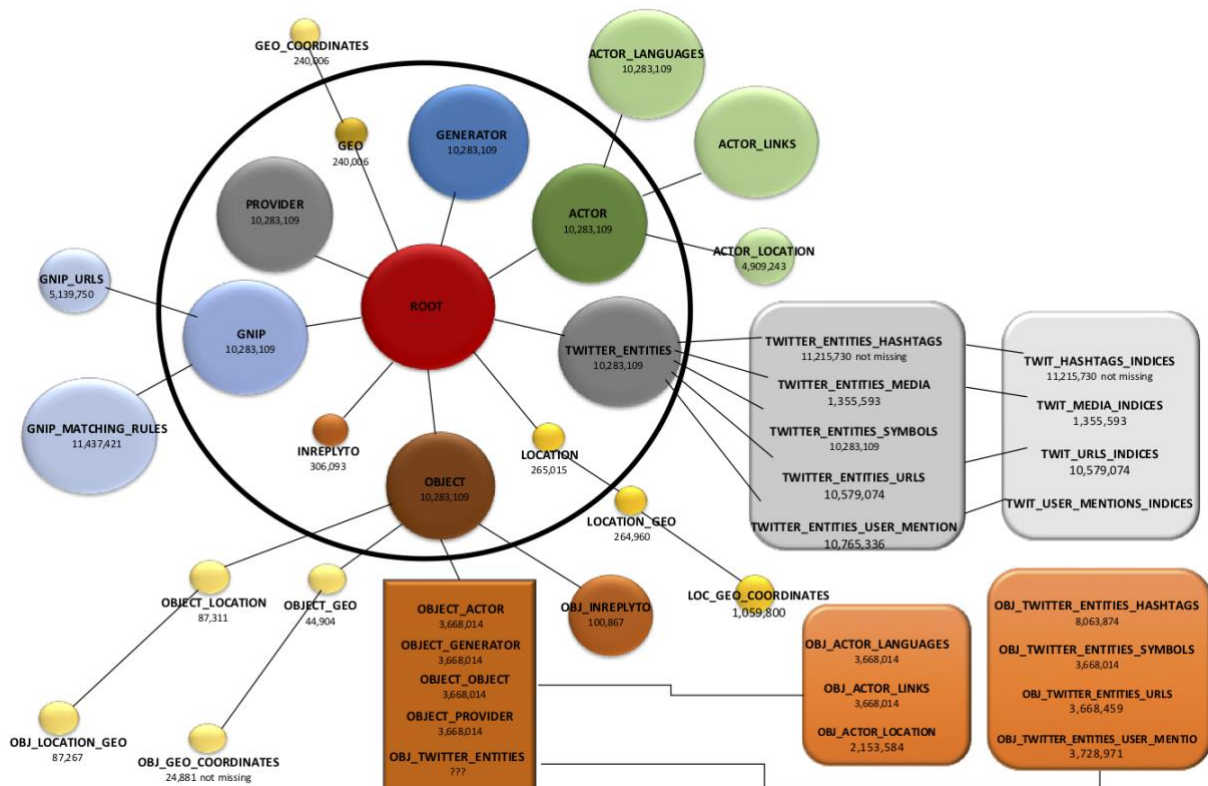 GEO_COORDINATES
240,006
ACTOR_LANGUAGES
10,283,109
GEO
240,006
GENERATOR
10,283,109
ACTOR_LINKS
PROVIDER
10,283,109
ACTOR
10,283,109
ACTOR_LOCATION
4,909,243
GNIP_URLS
5,139,750
ROOT
GNIP
10,283,109
TWITTER_ENTITIES
10,283,109
TWITTER_ENTITIES_HASHTAGS
11,215,730 not missing
TWITTER_ENTITIES_MEDIA
1,355,593
TWITTER_ENTITIES_SYMBOLS
10,283,109
TWITTER_ENTITIES_URLS
10,579,074
TWITTER_ENTITIES_USER_MENTION
10,765,336
TWIT_HASHTAGS_INDICES
11,215,730 not missing
TWIT_MEDIA_INDICES
1,355,593
TWIT_URLS_INDICES
10,579,074
TWIT_USER_MENTIONS_INDICES
GNIP_MATCHING_RULES
11,437,421
INREPLYTO
306,093
LOCATION
265,015
OBJECT
10,283,109
LOCATION_GEO
264,960
OBJECT_LOCATION
87,311
OBJECT_GEO
44,904
OBJ_INREPLYTO
100,867
LOC_GEO_COORDINATES
1,059,800
OBJECT_ACTOR
3,668,014
OBJECT_GENERATOR
3,668,014
OBJECT_OBJECT
3,668,014
OBJECT_PROVIDER
3,668,014
OBJ_TWITTER_ENTITIES
???
OBJ_ACTOR_LANGUAGES
3,668,014
OBJ_ACTOR_LINKS
3,668,014
OBJ_ACTOR_LOCATION
2,153,584
OBJ_TWITTER_ENTITIES_HASHTAGS
8,063,874
OBJ_TWITTER_ENTITIES_SYMBOLS
3,668,014
OBJ_TWITTER_ENTITIES_URLS
3,668,459
OBJ_TWITTER_ENTITIES_USER_MENTIO
3,728,971
OBJ_LOCATION_GEO
87,267
OBJ_GEO_COORDINATES
24,881 not missing